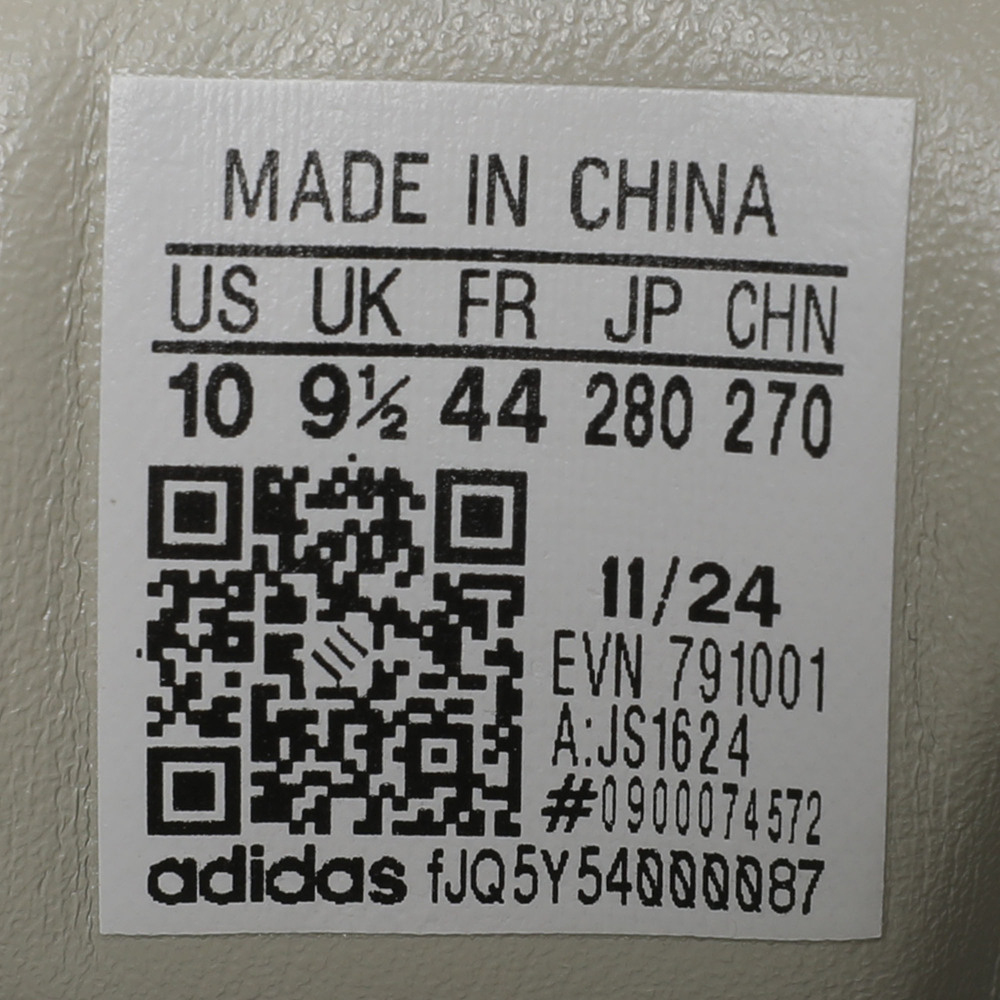 MADE IN CHINA
US UK FR JP CHN
10 9½ 44 280 270
11/24
EVN 791001
A:JS1624
#0900074572
adidas fJQ5Y54000087